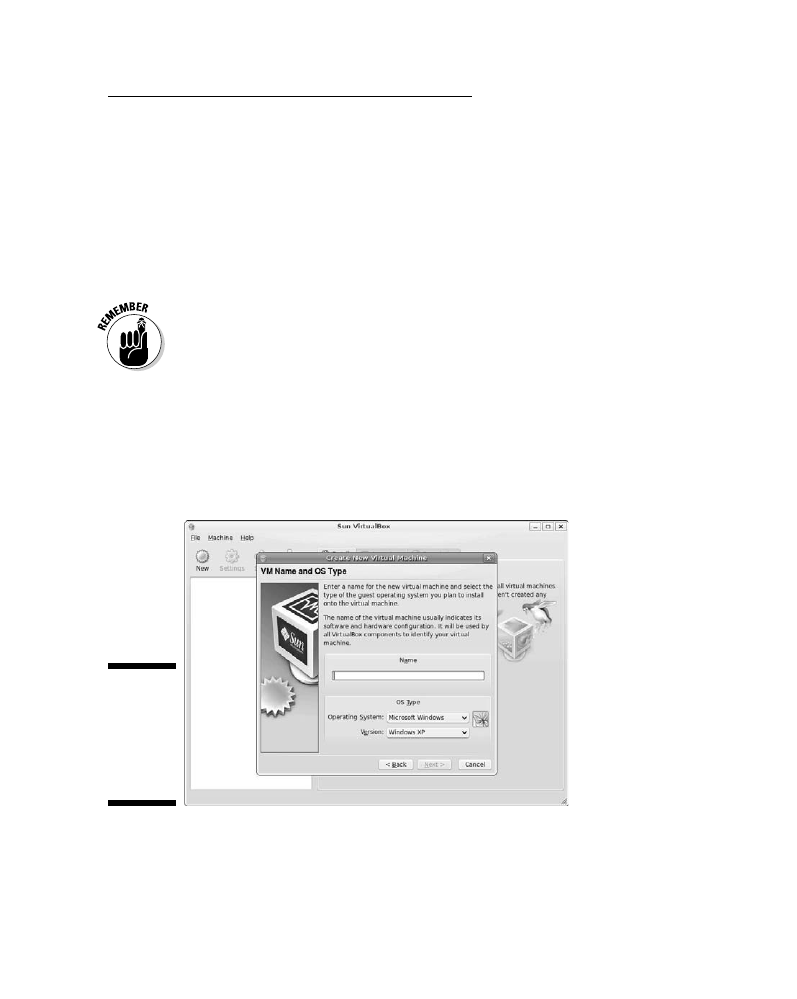 REMEMBER
Sun VirtualBox
File Machine Help
New Settings
Create New Virtual Machine
VM Name and OS Type
Enter a name for the new virtual machine and select the
type of the guest operating system you plan to install
onto the virtual machine.
The name of the virtual machine usually indicates its
software and hardware configuration. It will be used by
all VirtualBox components to identify your virtual
machine.
all virtual machines
en't created any
Sun
Name
OS Type
Operating System: Microsoft Windows
Version: Windows XP
< Back Next > Cancel